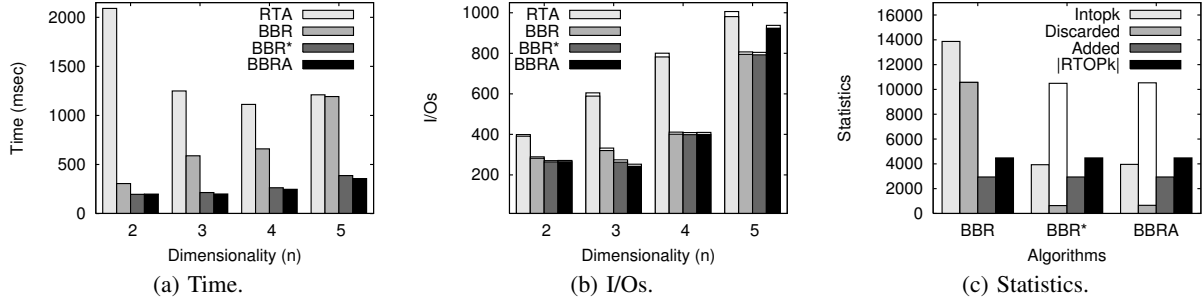 2000
1500
1000
500
0
Time (msec)
RTA
BBR
BBR*
BBRA
2 3 4 5
Dimensionality (n)
(a) Time.
1000
800
600
400
200
0
I/Os
RTA
BBR
BBR*
BBRA
2 3 4 5
Dimensionality (n)
(b) I/Os.
16000
14000
12000
10000
8000
6000
4000
2000
0
Statistics
Intopk
Discarded
Added
|RTOPk|
BBR BBR* BBRA
Algorithms
(c) Statistics.